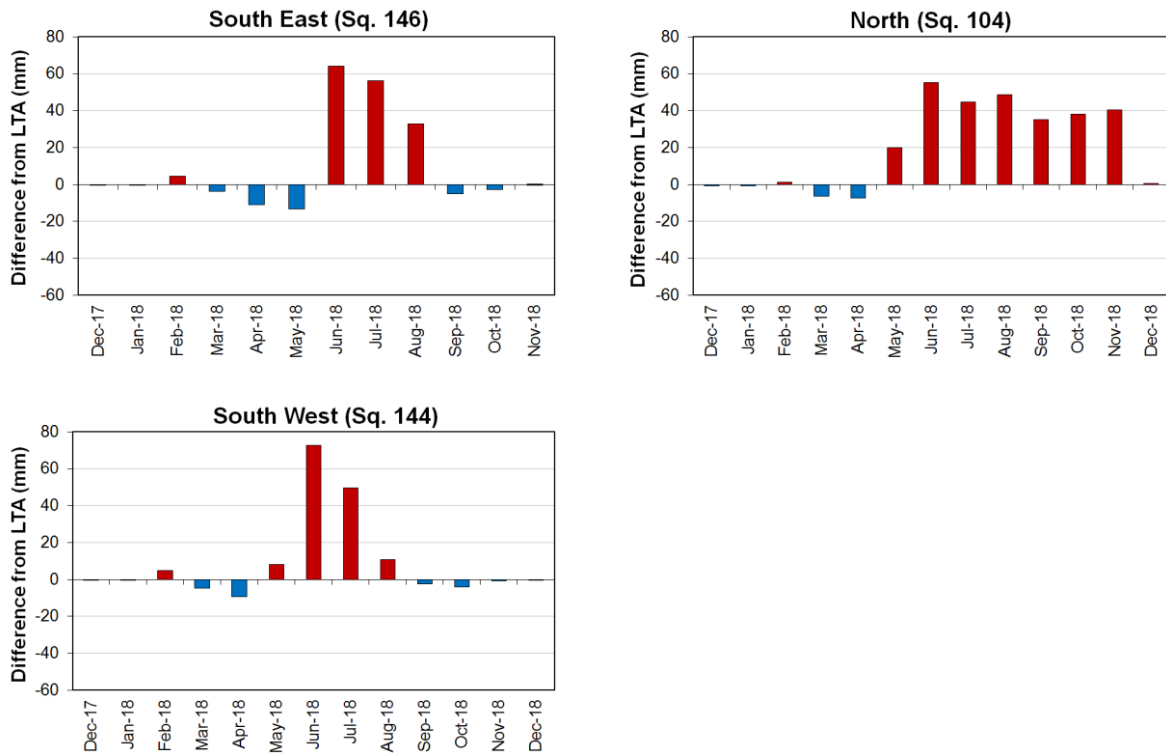 South East (Sq. 146)
Difference from LTA (mm)
80
60
40
20
0
-20
-40
-60
Dec-17
Jan-18
Feb-18
Mar-18
Apr-18
May-18
Jun-18
Jul-18
Aug-18
Sep-18
Oct-18
Nov-18
North (Sq. 104)
Difference from LTA (mm)
80
60
40
20
0
-20
-40
-60
Dec-17
Jan-18
Feb-18
Mar-18
Apr-18
May-18
Jun-18
Jul-18
Aug-18
Sep-18
Oct-18
Nov-18
Dec-18
South West (Sq. 144)
Difference from LTA (mm)
80
60
40
20
0
-20
-40
-60
Dec-17
Jan-18
Feb-18
Mar-18
Apr-18
May-18
Jun-18
Jul-18
Aug-18
Sep-18
Oct-18
Nov-18
Dec-18